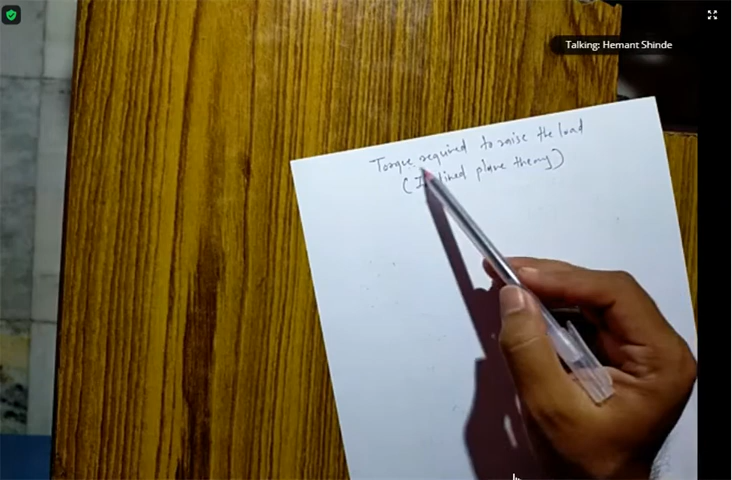 Talking: Hemant Shinde
Torque required to raise the load
(Inclined plane theory)